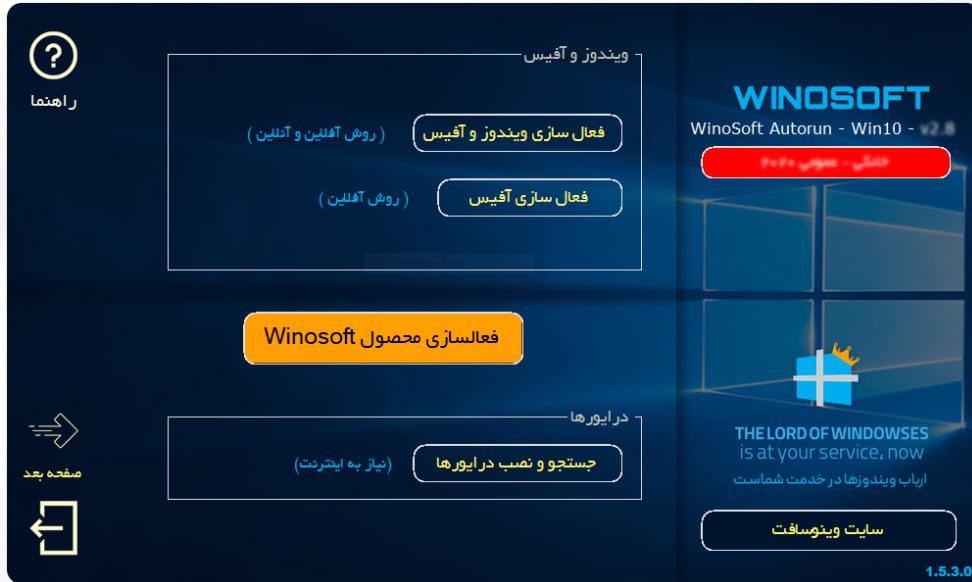 راهنما
ویندوز و آفیس
فعال سازی ویندوز و آفیس ( روش آفلاین و آنلاین )
فعال سازی آفیس ( روش آفلاین )
فعالسازی محصول Winosoft
درایورها
جستجو و نصب درایورها (نیاز به اینترنت)
صفحه بعد
WINOSOFT
WinoSoft Autorun - Win10 - v2.8
خانگی - عمومی ۲۰۲۰
THE LORD OF WINDOWSES
is at your service, now
ارباب ویندوزها در خدمت شماست
سایت وینوسافت
1.5.3.0